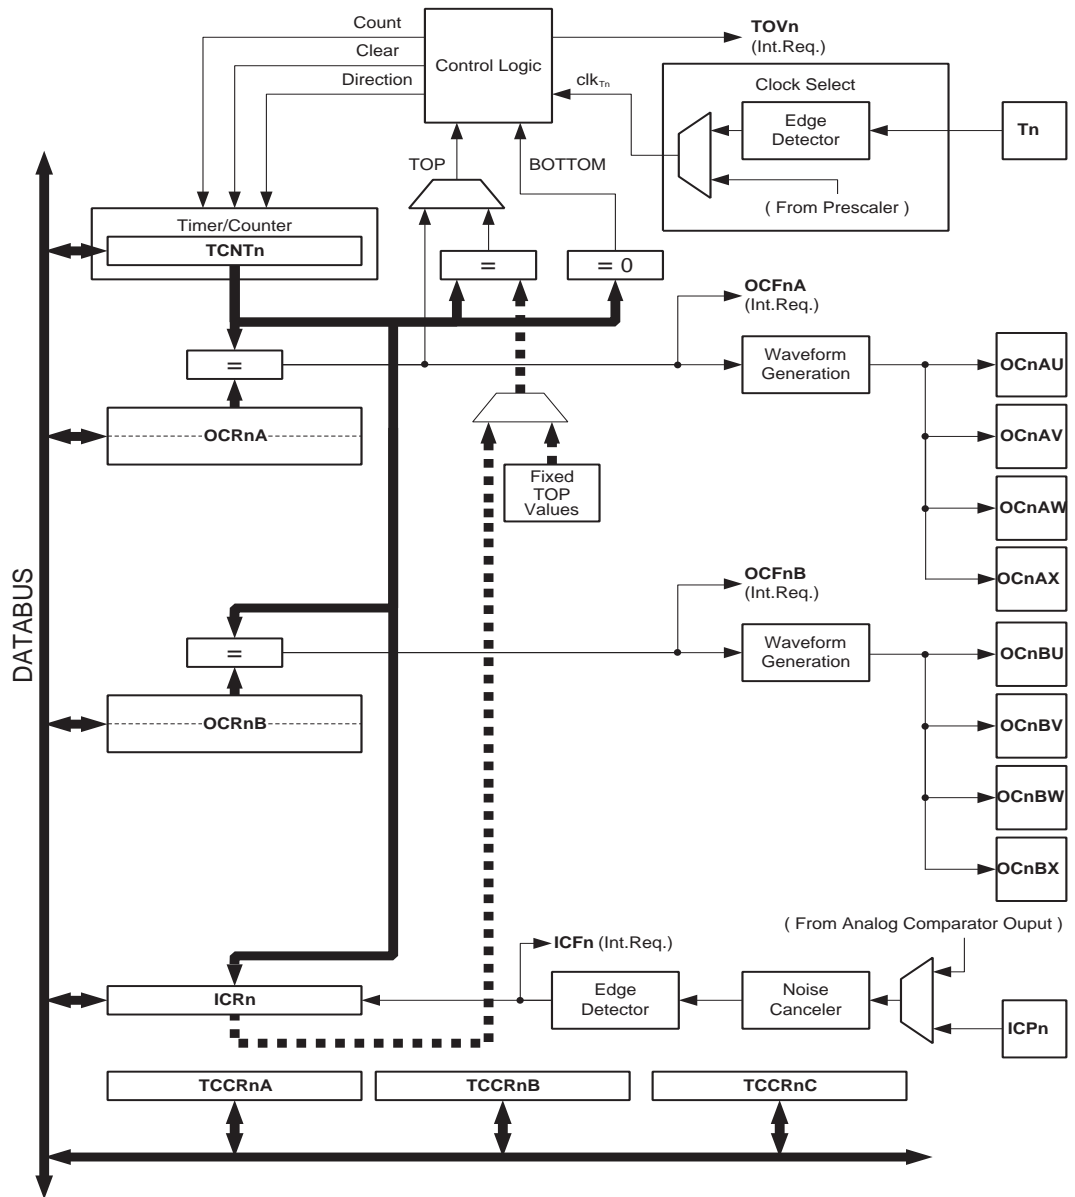 Count
Clear
Direction
Control Logic
TOVn
(Int.Req.)
clkTn
Clock Select
Edge
Detector
Tn
( From Prescaler )
TOP
BOTTOM
Timer/Counter
TCNTn
=
= 0
OCFnA
(Int.Req.)
=
Waveform
Generation
OCnAU
OCRnA
OCnAV
Fixed
TOP
Values
OCnAW
OCnAX
DATABUS
OCFnB
(Int.Req.)
=
Waveform
Generation
OCnBU
OCRnB
OCnBV
OCnBW
OCnBX
( From Analog Comparator Ouput )
ICFn (Int.Req.)
ICRn
Edge
Detector
Noise
Canceler
ICPn
TCCRnA
TCCRnB
TCCRnC